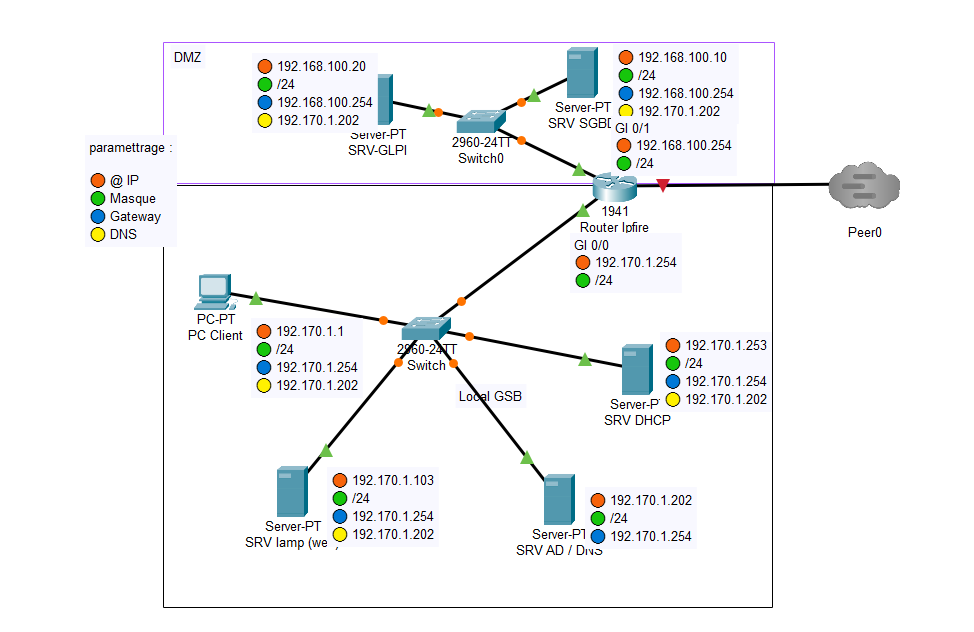 DMZ
192.168.100.20
/24
192.168.100.254
192.170.1.202
Server-PT
SRV-GLPI
2960-24TT
Switch0
192.168.100.10
/24
192.168.100.254
192.170.1.202
Server-PT
SRV SGBD
GI 0/1
192.168.100.254
/24
paramettrage :
@ IP
Masque
Gateway
DNS
1941
Router Ipfire
GI 0/0
192.170.1.254
/24
Peer0
PC-PT
PC Client
192.170.1.1
/24
192.170.1.254
192.170.1.202
2960-24TT
Switch
Local GSB
192.170.1.253
/24
192.170.1.254
192.170.1.202
Server-PT
SRV DHCP
192.170.1.103
/24
192.170.1.254
192.170.1.202
Server-PT
SRV lamp
192.170.1.202
/24
192.170.1.254
Server-PT
SRV AD / DNS